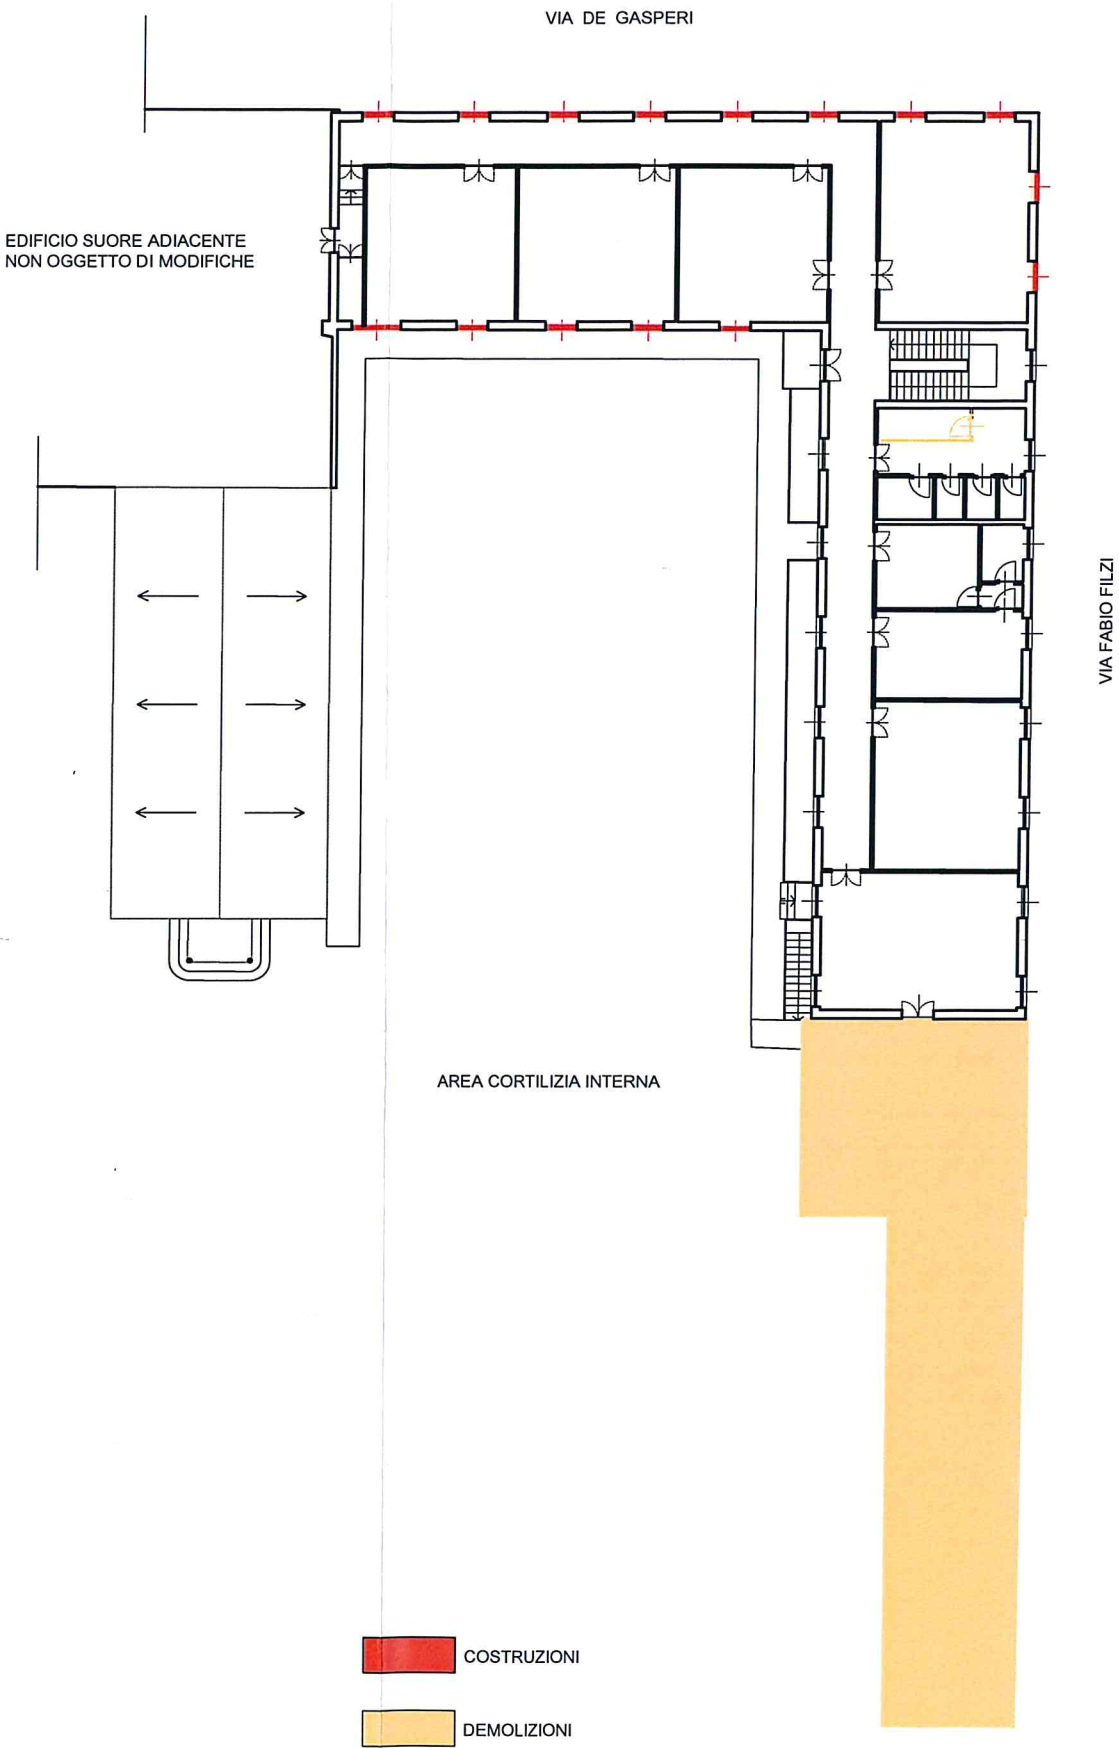 VIA DE GASPERI
EDIFICIO SUORE ADIACENTE
NON OGGETTO DI MODIFICHE
VIA FABIO FILZI
AREA CORTILIZIA INTERNA
COSTRUZIONI
DEMOLIZIONI